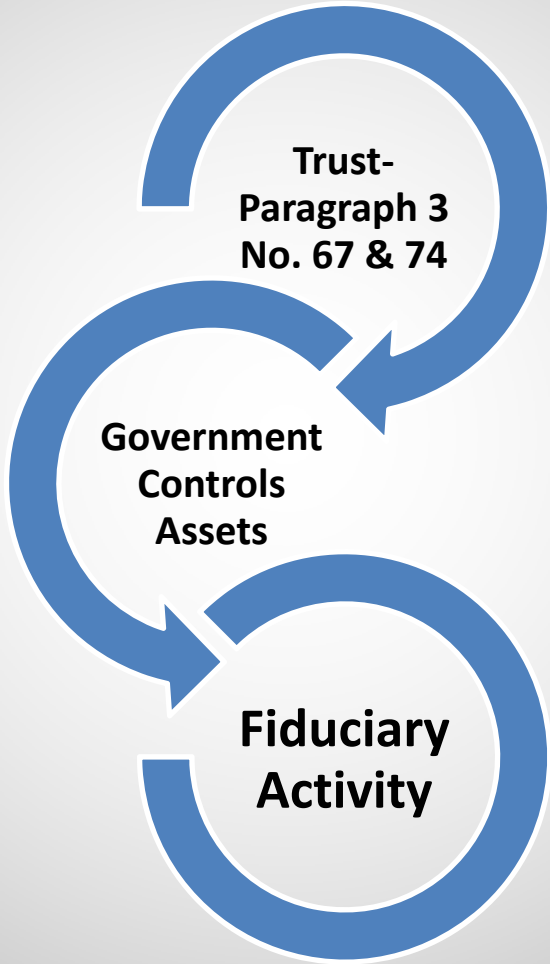 Trust-
Paragraph 3
No. 67 & 74
Government
Controls
Assets
Fiduciary
Activity